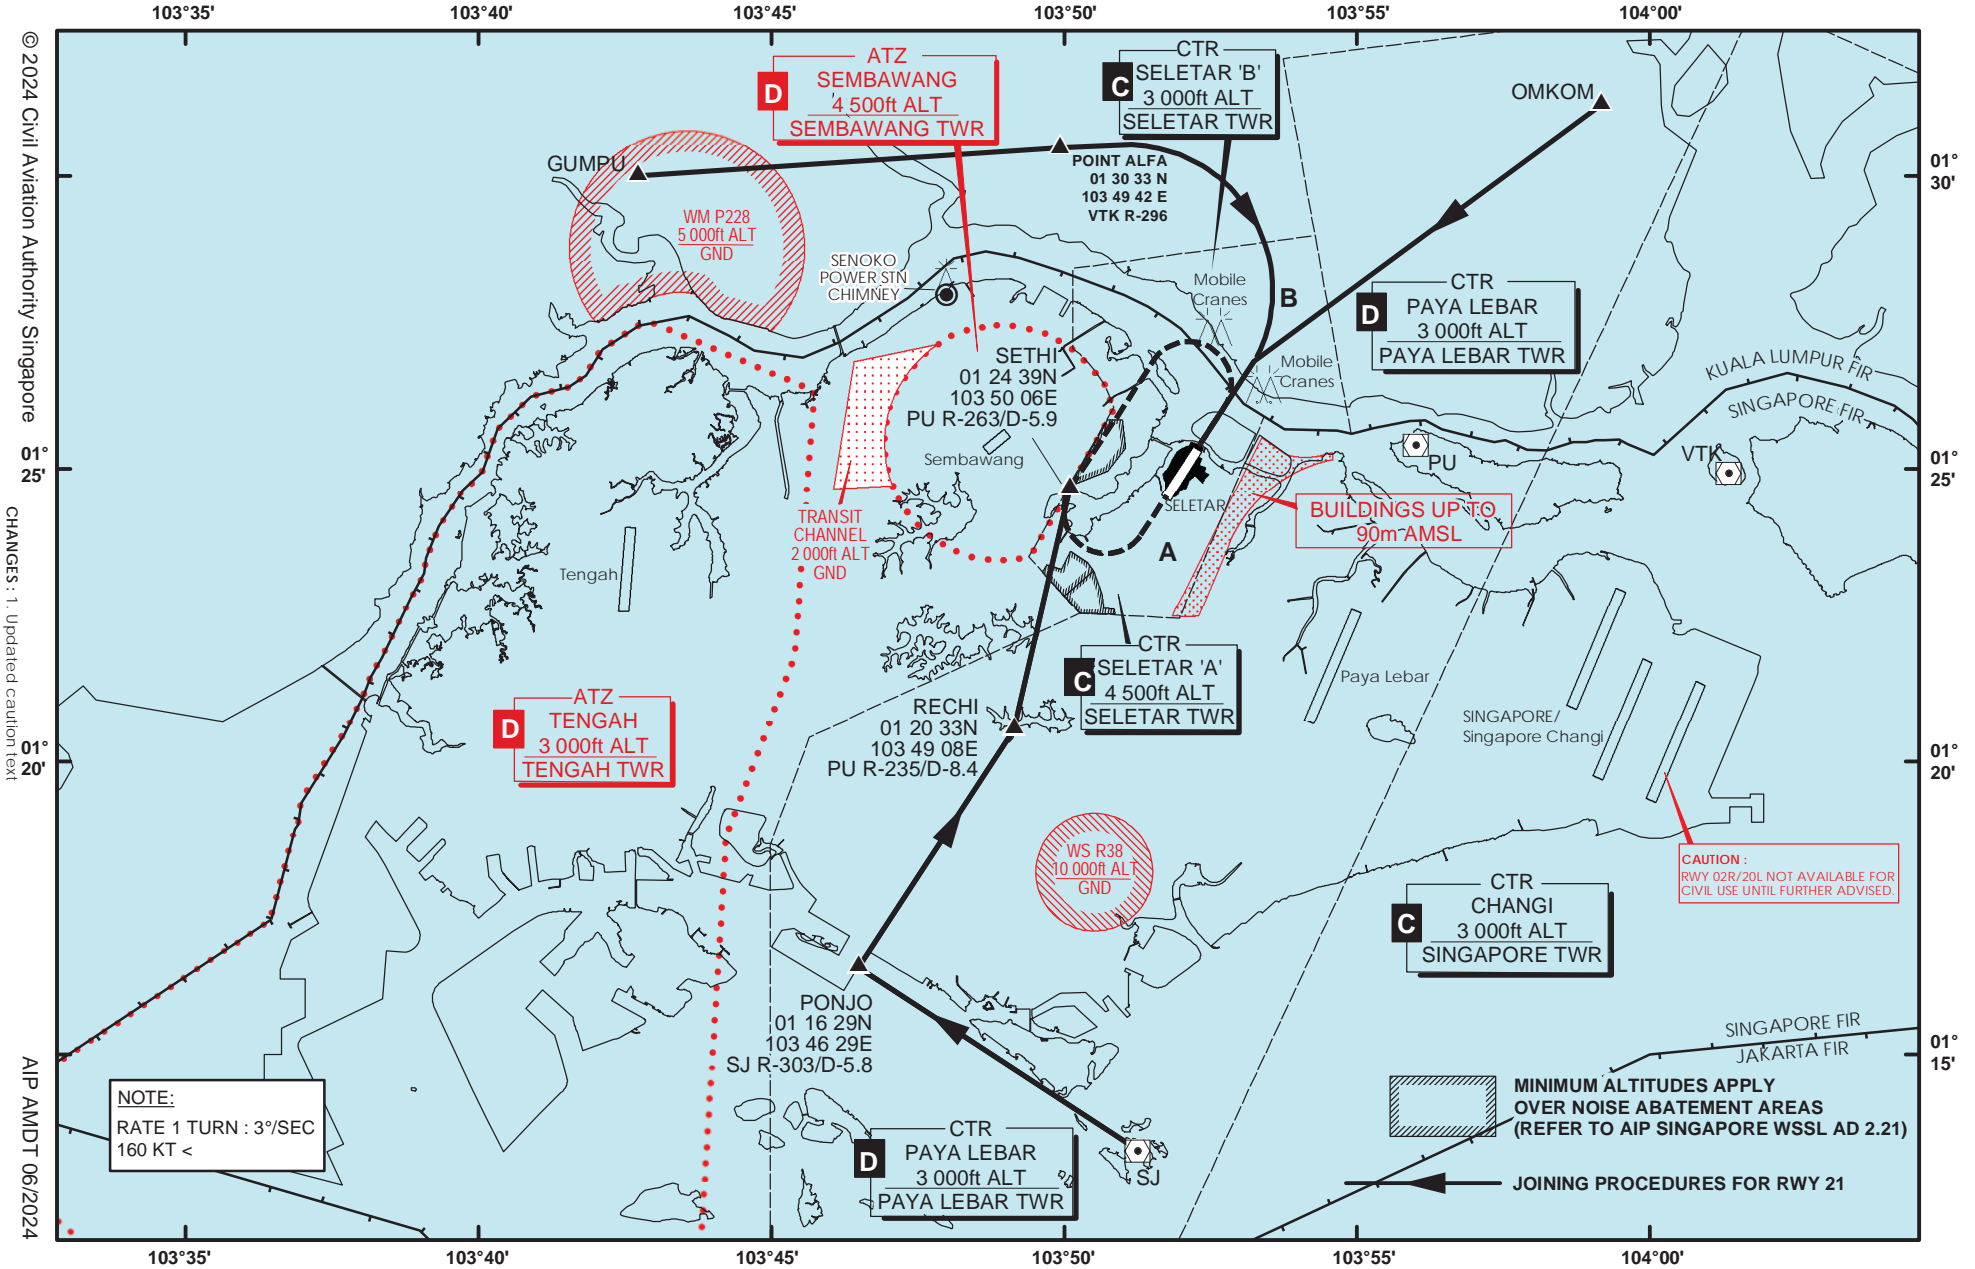 103°35'
103°40'
103°45'
103°50'
103°55'
104°00'
© 2024 Civil Aviation Authority Singapore
CHANGES : 1. Updated caution text
AIP AMDT 06/2024
D
ATZ
SEMBAWANG
4 500ft ALT
SEMBAWANG TWR
C
CTR
SELETAR 'B'
3 000ft ALT
SELETAR TWR
OMKOM
GUMPU
POINT ALFA
01 30 33 N
103 49 42 E
VTK R-296
01°
30'
WM P228
5 000ft ALT
GND
SENOKO
POWER STN
CHIMNEY
Mobile
Cranes
B
D
CTR
PAYA LEBAR
3 000ft ALT
PAYA LEBAR TWR
Mobile
Cranes
KUALA LUMPUR FIR
SINGAPORE FIR
SETHI
01 24 39N
103 50 06E
PU R-263/D-5.9
Sembawang
01°
25'
PU
VTK
01°
25'
SELETAR
BUILDINGS UP TO
90m AMSL
TRANSIT
CHANNEL
2 000ft ALT
GND
A
Tengah
C
CTR
SELETAR 'A'
4 500ft ALT
SELETAR TWR
Paya Lebar
SINGAPORE/
Singapore Changi
D
ATZ
TENGAH
3 000ft ALT
TENGAH TWR
RECHI
01 20 33N
103 49 08E
PU R-235/D-8.4
01°
20'
01°
20'
WS R38
10 000ft ALT
GND
CAUTION :
RWY 02R/20L NOT AVAILABLE FOR
CIVIL USE UNTIL FURTHER ADVISED.
C
CTR
CHANGI
3 000ft ALT
SINGAPORE TWR
PONJO
01 16 29N
103 46 29E
SJ R-303/D-5.8
SINGAPORE FIR
JAKARTA FIR
01°
15'
NOTE:
RATE 1 TURN : 3°/SEC
160 KT <
D
CTR
PAYA LEBAR
3 000ft ALT
PAYA LEBAR TWR
SJ
MINIMUM ALTITUDES APPLY
OVER NOISE ABATEMENT AREAS
(REFER TO AIP SINGAPORE WSSL AD 2.21)
JOINING PROCEDURES FOR RWY 21
103°35'
103°40'
103°45'
103°50'
103°55'
104°00'